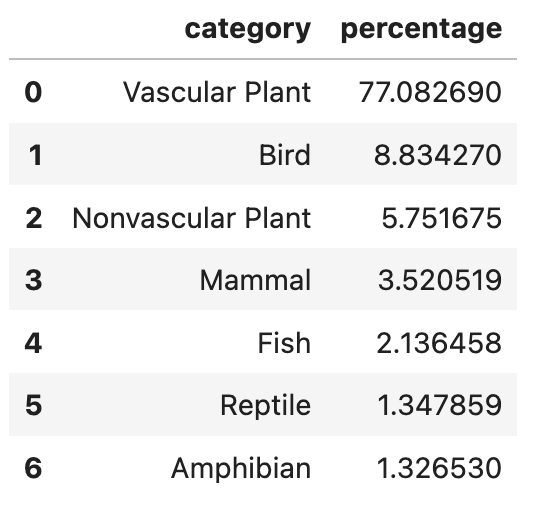 category percentage
0 Vascular Plant 77.082690
1 Bird 8.834270
2 Nonvascular Plant 5.751675
3 Mammal 3.520519
4 Fish 2.136458
5 Reptile 1.347859
6 Amphibian 1.326530